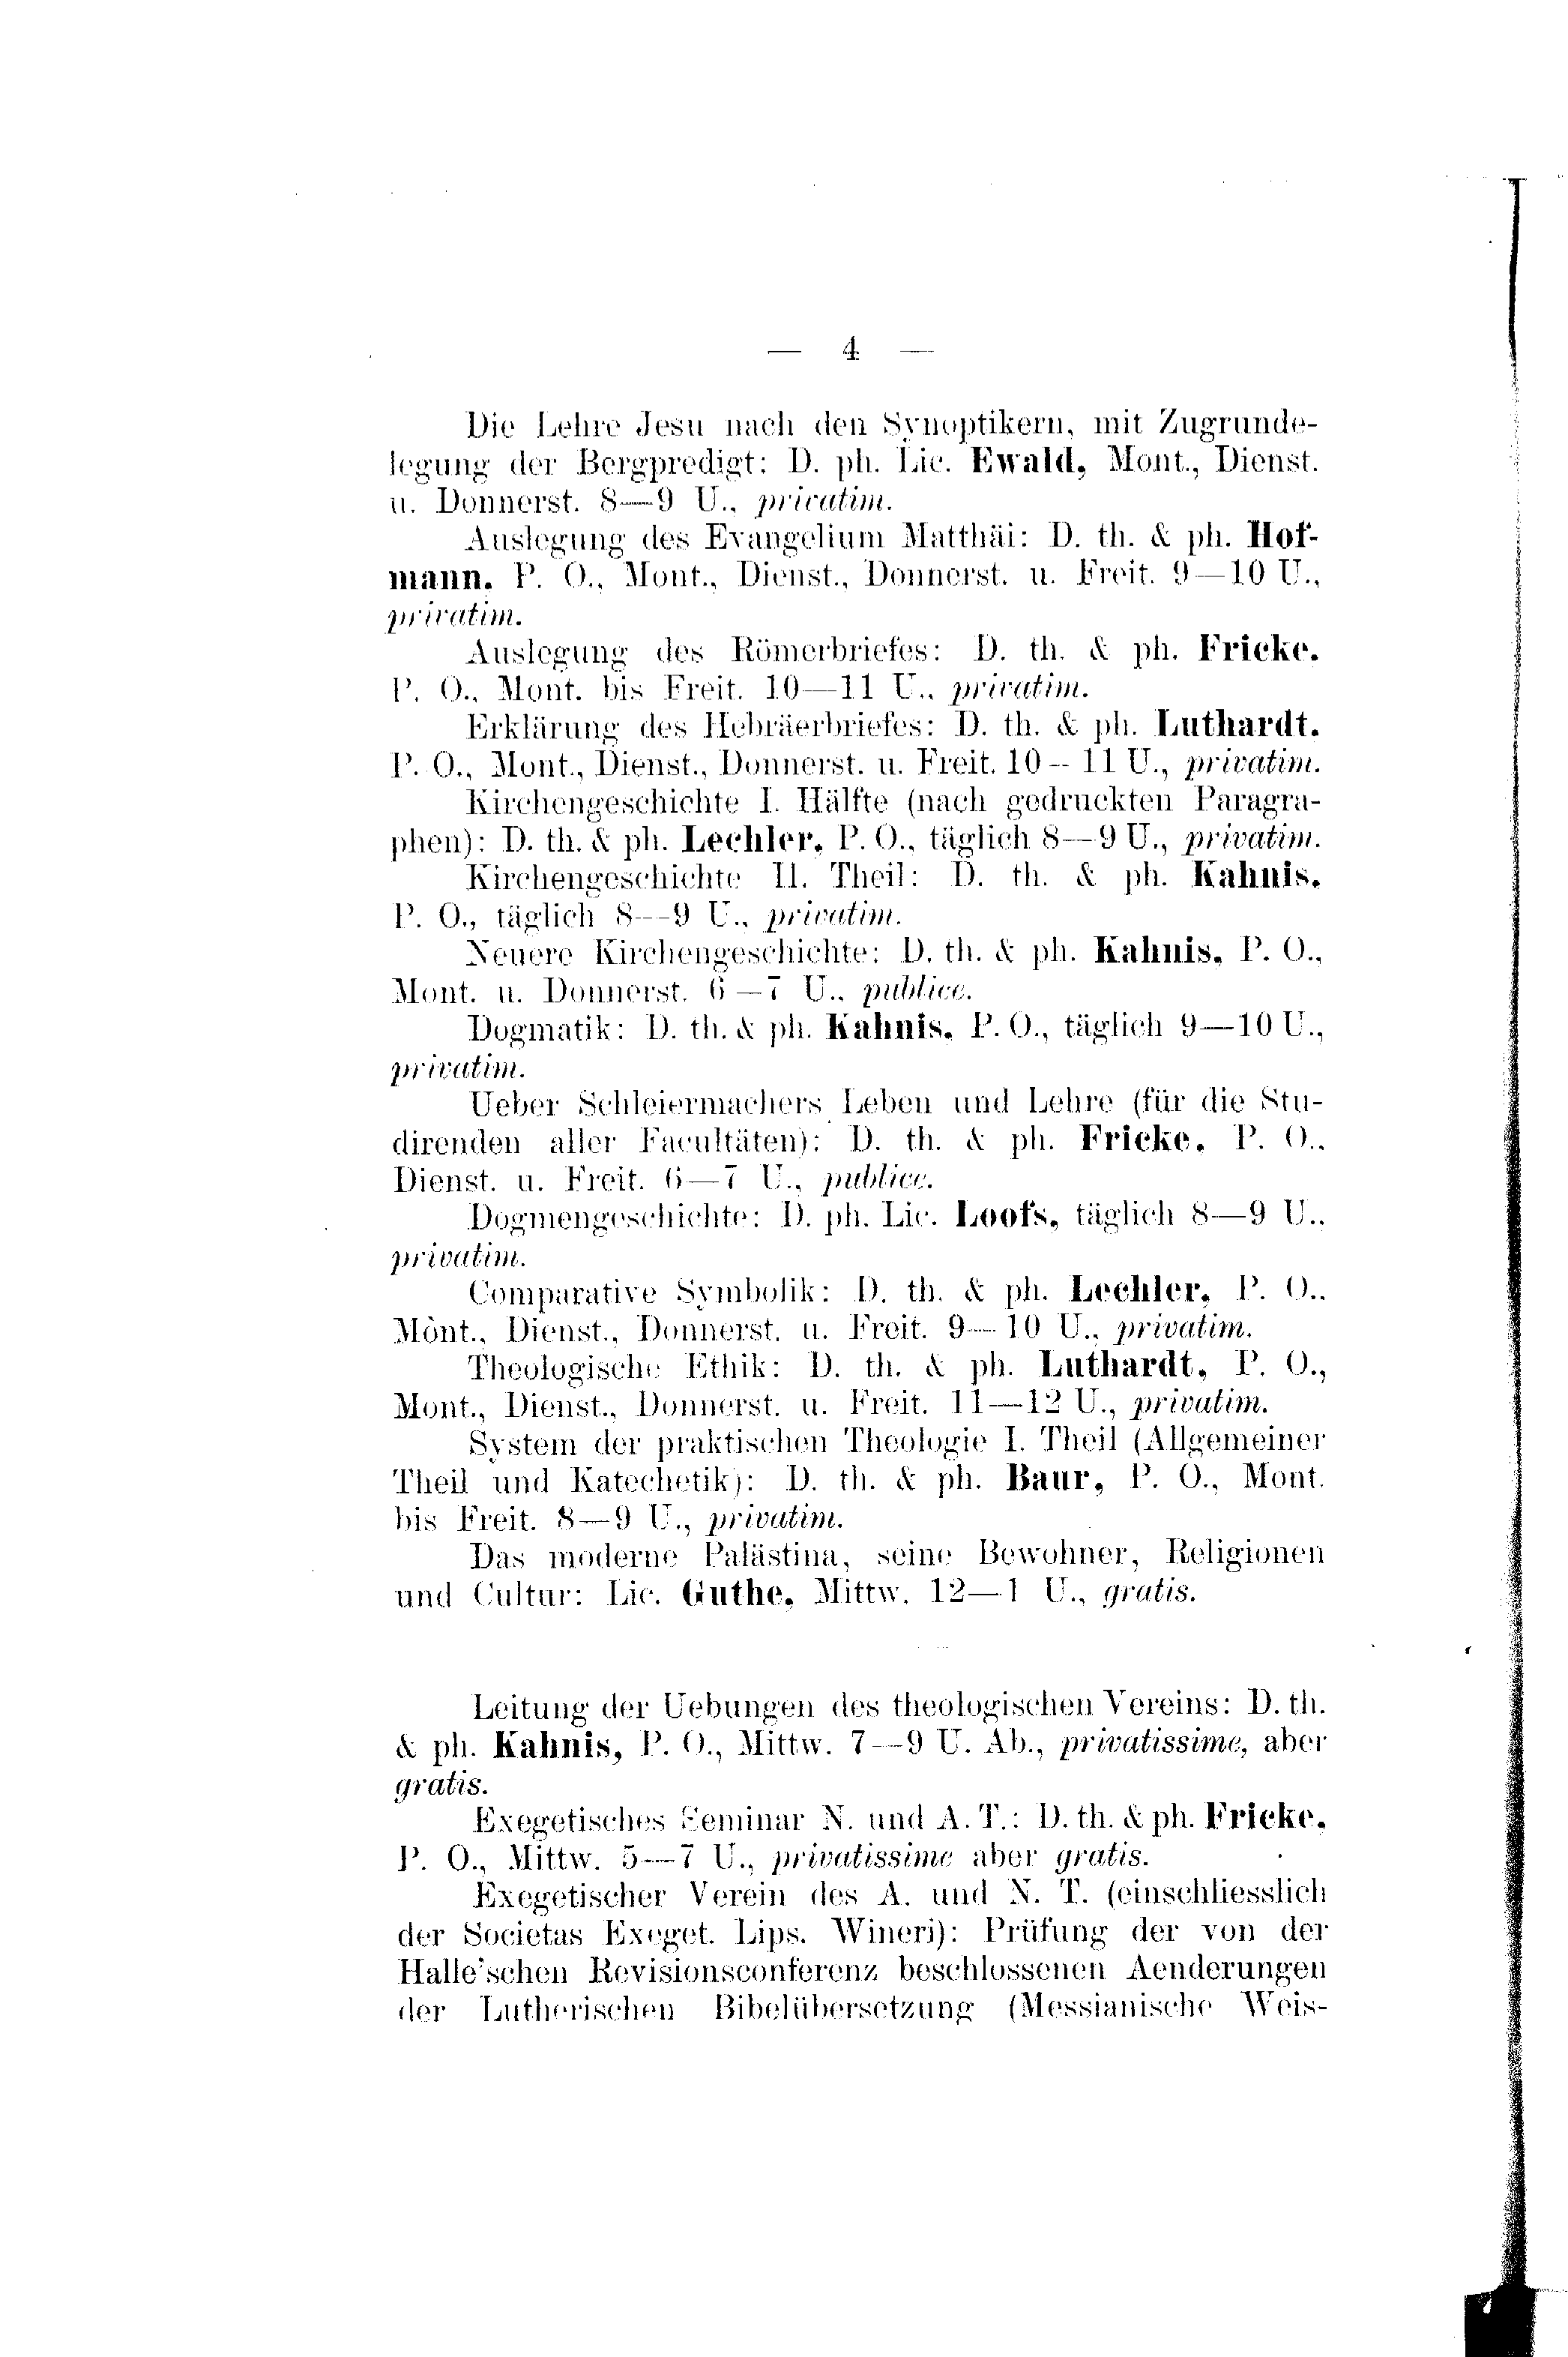 — 4 —
Die Lehre Jesu nach den Synoptikern, mit Zugrunde-
legung der Bergpredigt: D. ph. Lic. Ewald, Mont., Dienst.
u. Donnerst. 8—9 U., privatim.
Auslegung des Evangelium Matthäi: D. th. & ph. Hof-
mann, P. O., Mont., Dienst., Donnerst. u. Freit. 9—10 U.,
privatim.
Auslegung des Römerbriefes: D. th. & ph. Fricke,
P. O., Mont. bis Freit. 10—11 U., privatim.
Erklärung des Hebräerbriefes: D. th. & ph. Luthardt,
P. O., Mont., Dienst., Donnerst. u. Freit. 10—11 U., privatim.
Kirchengeschichte I. Hälfte (nach gedruckten Paragra-
phen): D. th. & ph. Lechler, P. O., täglich 8—9 U., privatim.
Kirchengeschichte II. Theil: D. th. & ph. Kahnis,
P. O., täglich 8—9 U., privatim.
Neuere Kirchengeschichte: D. th. & ph. Kahnis, P. O.,
Mont. u. Donnerst. 6—7 U., publice.
Dogmatik: D. th. & ph. Kahnis, P. O., täglich 9—10 U.,
privatim.
Ueber Schleiermachers Leben und Lehre (für die Stu-
direnden aller Facultäten): D. th. & ph. Fricke, P. O.,
Dienst. u. Freit. 6—7 U., publice.
Dogmengeschichte: D. ph. Lic. Loofs, täglich 8—9 U.,
privatim.
Comparative Symbolik: D. th. & ph. Lechler, P. O.,
Mont., Dienst., Donnerst. u. Freit. 9—10 U., privatim.
Theologische Ethik: D. th. & ph. Luthardt, P. O.,
Mont., Dienst., Donnerst. u. Freit. 11—12 U., privatim.
System der praktischen Theologie I. Theil (Allgemeiner
Theil und Katechetik): D. th. & ph. Baur, P. O., Mont.
bis Freit. 8—9 U., privatim.
Das moderne Palästina, seine Bewohner, Religionen
und Cultur: Lic. Guthe, Mittw. 12—1 U., gratis.
Leitung der Uebungen des theologischen Vereins: D. th.
& ph. Kahnis, P. O., Mittw. 7—9 U. Ab., privatissime, aber
gratis.
Exegetisches Seminar N. und A. T.: D. th. & ph. Fricke,
P. O., Mittw. 5—7 U., privatissime aber gratis.
Exegetischer Verein des A. und N. T. (einschliesslich
der Societas Exeget. Lips. Wineri): Prüfung der von der
Halle'schen Revisionsconferenz beschlossenen Aenderungen
der Lutherischen Bibelübersetzung (Messianische Weis-